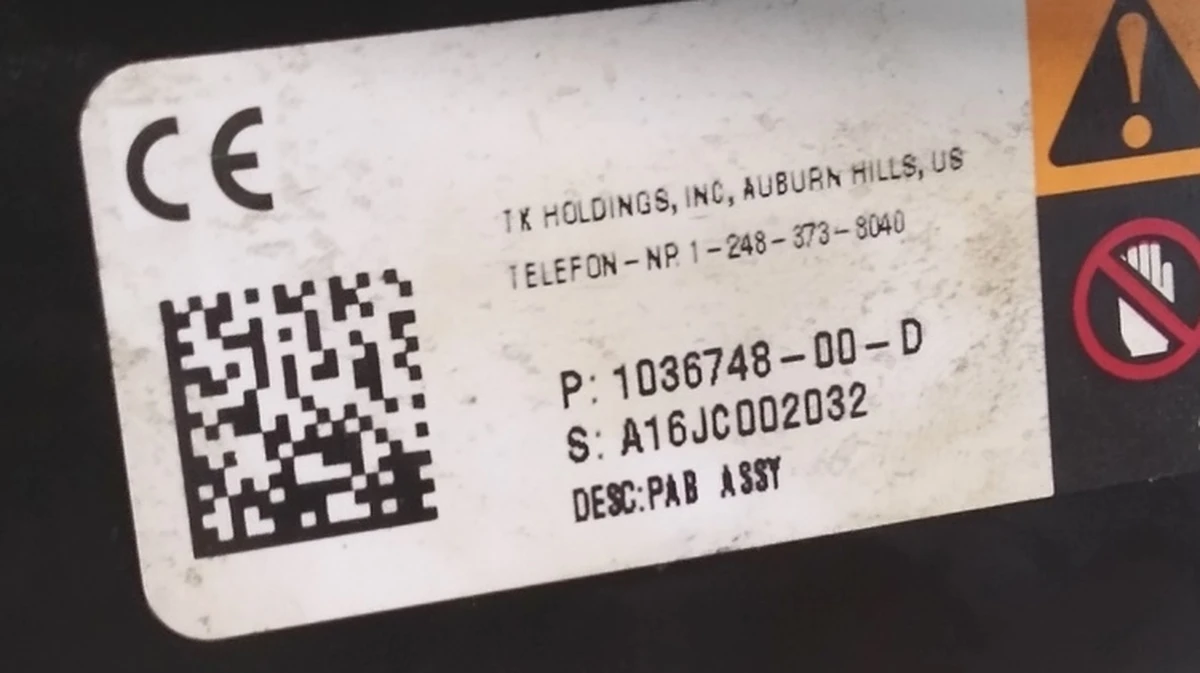 CE
TK HOLDINGS, INC, AUBURN HILLS, US
TELEFON-NR. 1-248-373-8040
P: 1036748-00-D
S: A16JC002032
DESC:PAB ASSY